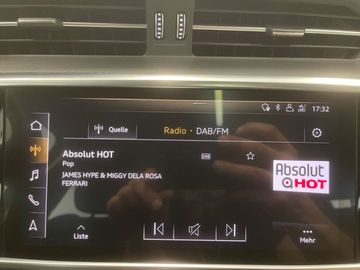 17:32
Quelle
Radio · DAB/FM
Absolut HOT
Pop
JAMES HYPE & MIGGY DELA ROSA
FERRARI
Absolut
HOT
Liste
Mehr